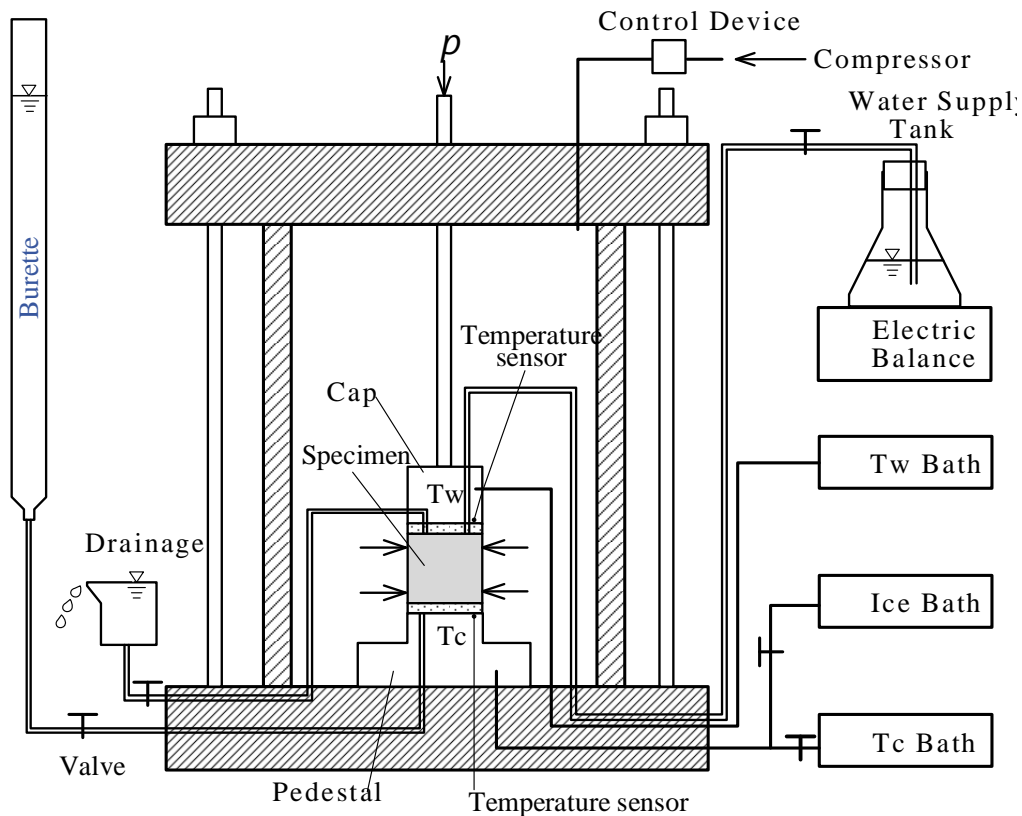 Control Device
p
Compressor
Water Supply
Tank
Burette
Temperature
sensor
Electric
Balance
Cap
Specimen
Tw
Tw Bath
Drainage
Ice Bath
Tc
Tc Bath
Valve
Pedestal
Temperature sensor